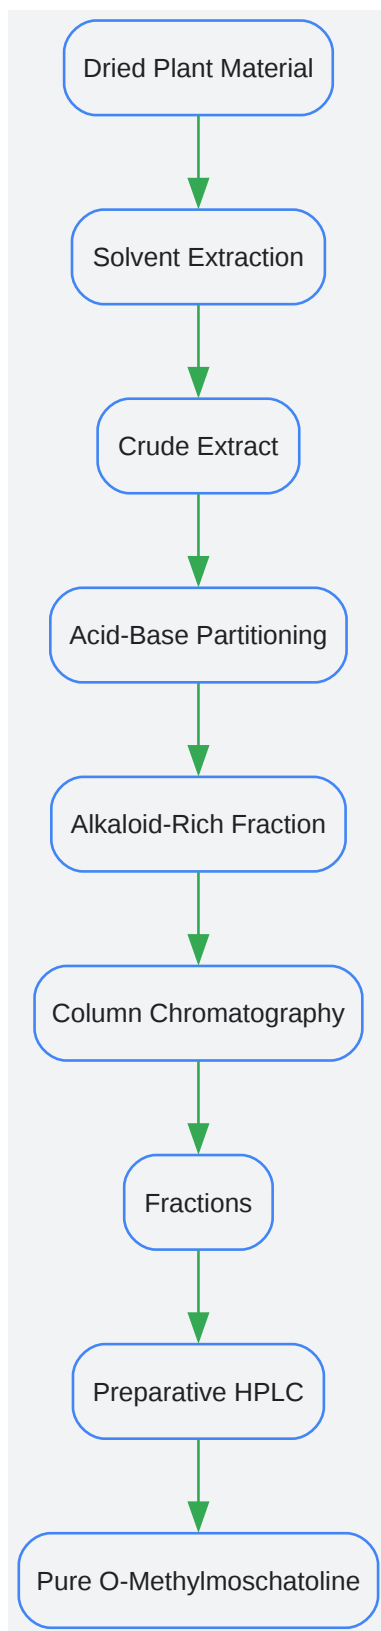 Dried Plant Material
Solvent Extraction
Crude Extract
Acid-Base Partitioning
Alkaloid-Rich Fraction
Column Chromatography
Fractions
Preparative HPLC
Pure O-Methylmoschatoline